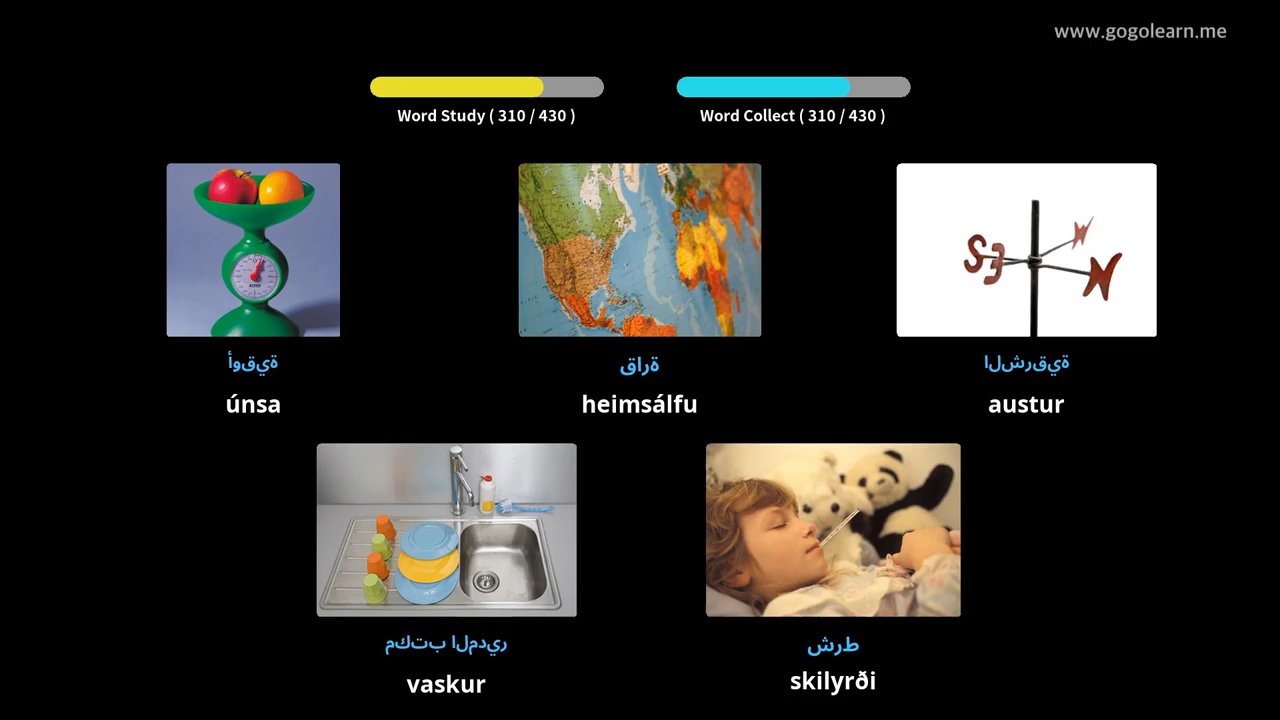 www.gogolearn.me
Word Study ( 310 / 430 )
Word Collect ( 310 / 430 )
أوقية
قارة
الشرقية
únsa
heimsálfu
austur
مكتب المدير
شرط
vaskur
skilyrði